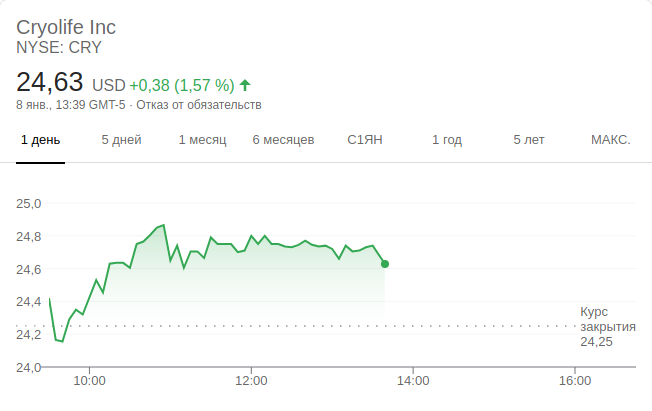 Cryolife Inc
NYSE: CRY
24,63 USD +0,38 (1,57 %)
8 янв., 13:39 GMT-5 · Отказ от обязательств
1 день 5 дней 1 месяц 6 месяцев С1ЯН 1 год 5 лет МАКС.
25,0
24,8
24,6
24,4
Курс
закрытия
24,25
24,2
24,0
10:00 12:00 14:00 16:00